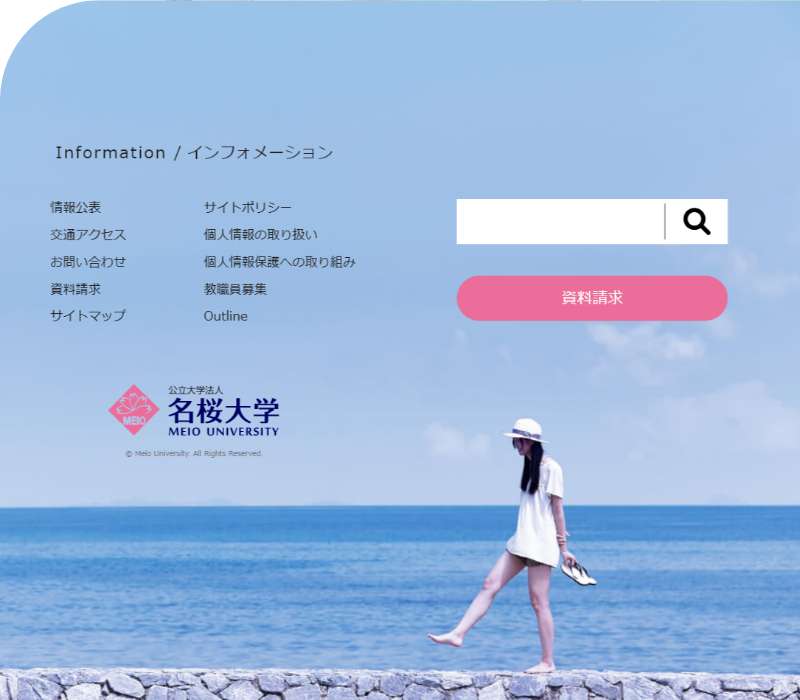 Information / インフォメーション
情報公表
交通アクセス
お問い合わせ
資料請求
サイトマップ
サイトポリシー
個人情報の取り扱い
個人情報保護への取り組み
教職員募集
Outline
資料請求
MEIO
公立大学法人
名桜大学
MEIO UNIVERSITY
© Meio University. All Rights Reserved.